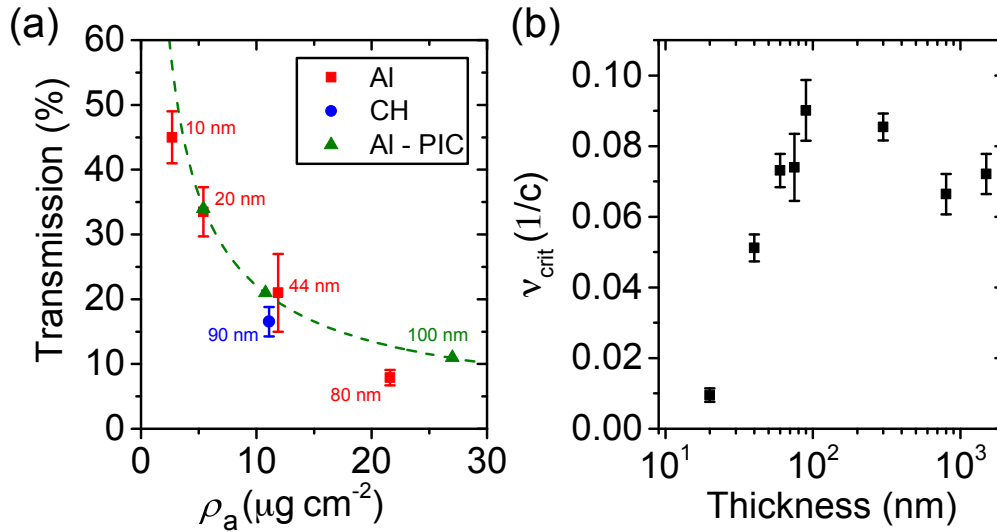 (a)
60
50
40
30
20
10
0
Transmission (%)
Al
CH
Al - PIC
10 nm
20 nm
44 nm
90 nm
100 nm
80 nm
0 10 20 30
ρa (μg cm-2)
(b)
0.10
0.08
0.06
0.04
0.02
0.00
νcrit (1/c)
10¹ 10² 10³
Thickness (nm)